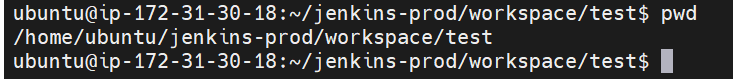 ubuntu@ip-172-31-30-18:~/jenkins-prod/workspace/test$ pwd
/home/ubuntu/jenkins-prod/workspace/test
ubuntu@ip-172-31-30-18:~/jenkins-prod/workspace/test$